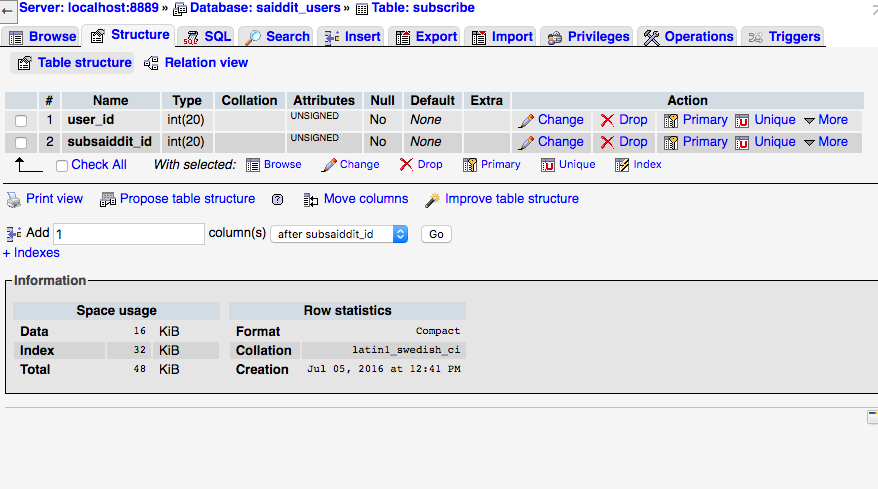 Server: localhost:8889 » Database: saiddit_users » Table: subscribe
Browse Structure SQL Search Insert Export Import Privileges Operations Triggers
Table structure Relation view
# Name Type Collation Attributes Null Default Extra Action
1 user_id int(20) UNSIGNED No None Change Drop Primary Unique More
2 subsaiddit_id int(20) UNSIGNED No None Change Drop Primary Unique More
Check All With selected: Browse Change Drop Primary Unique Index
Print view Propose table structure Move columns Improve table structure
Add 1 column(s) after subsaiddit_id Go
+ Indexes
Information
Space usage Row statistics
Data 16 KiB Format Compact
Index 32 KiB Collation latin1_swedish_ci
Total 48 KiB Creation Jul 05, 2016 at 12:41 PM